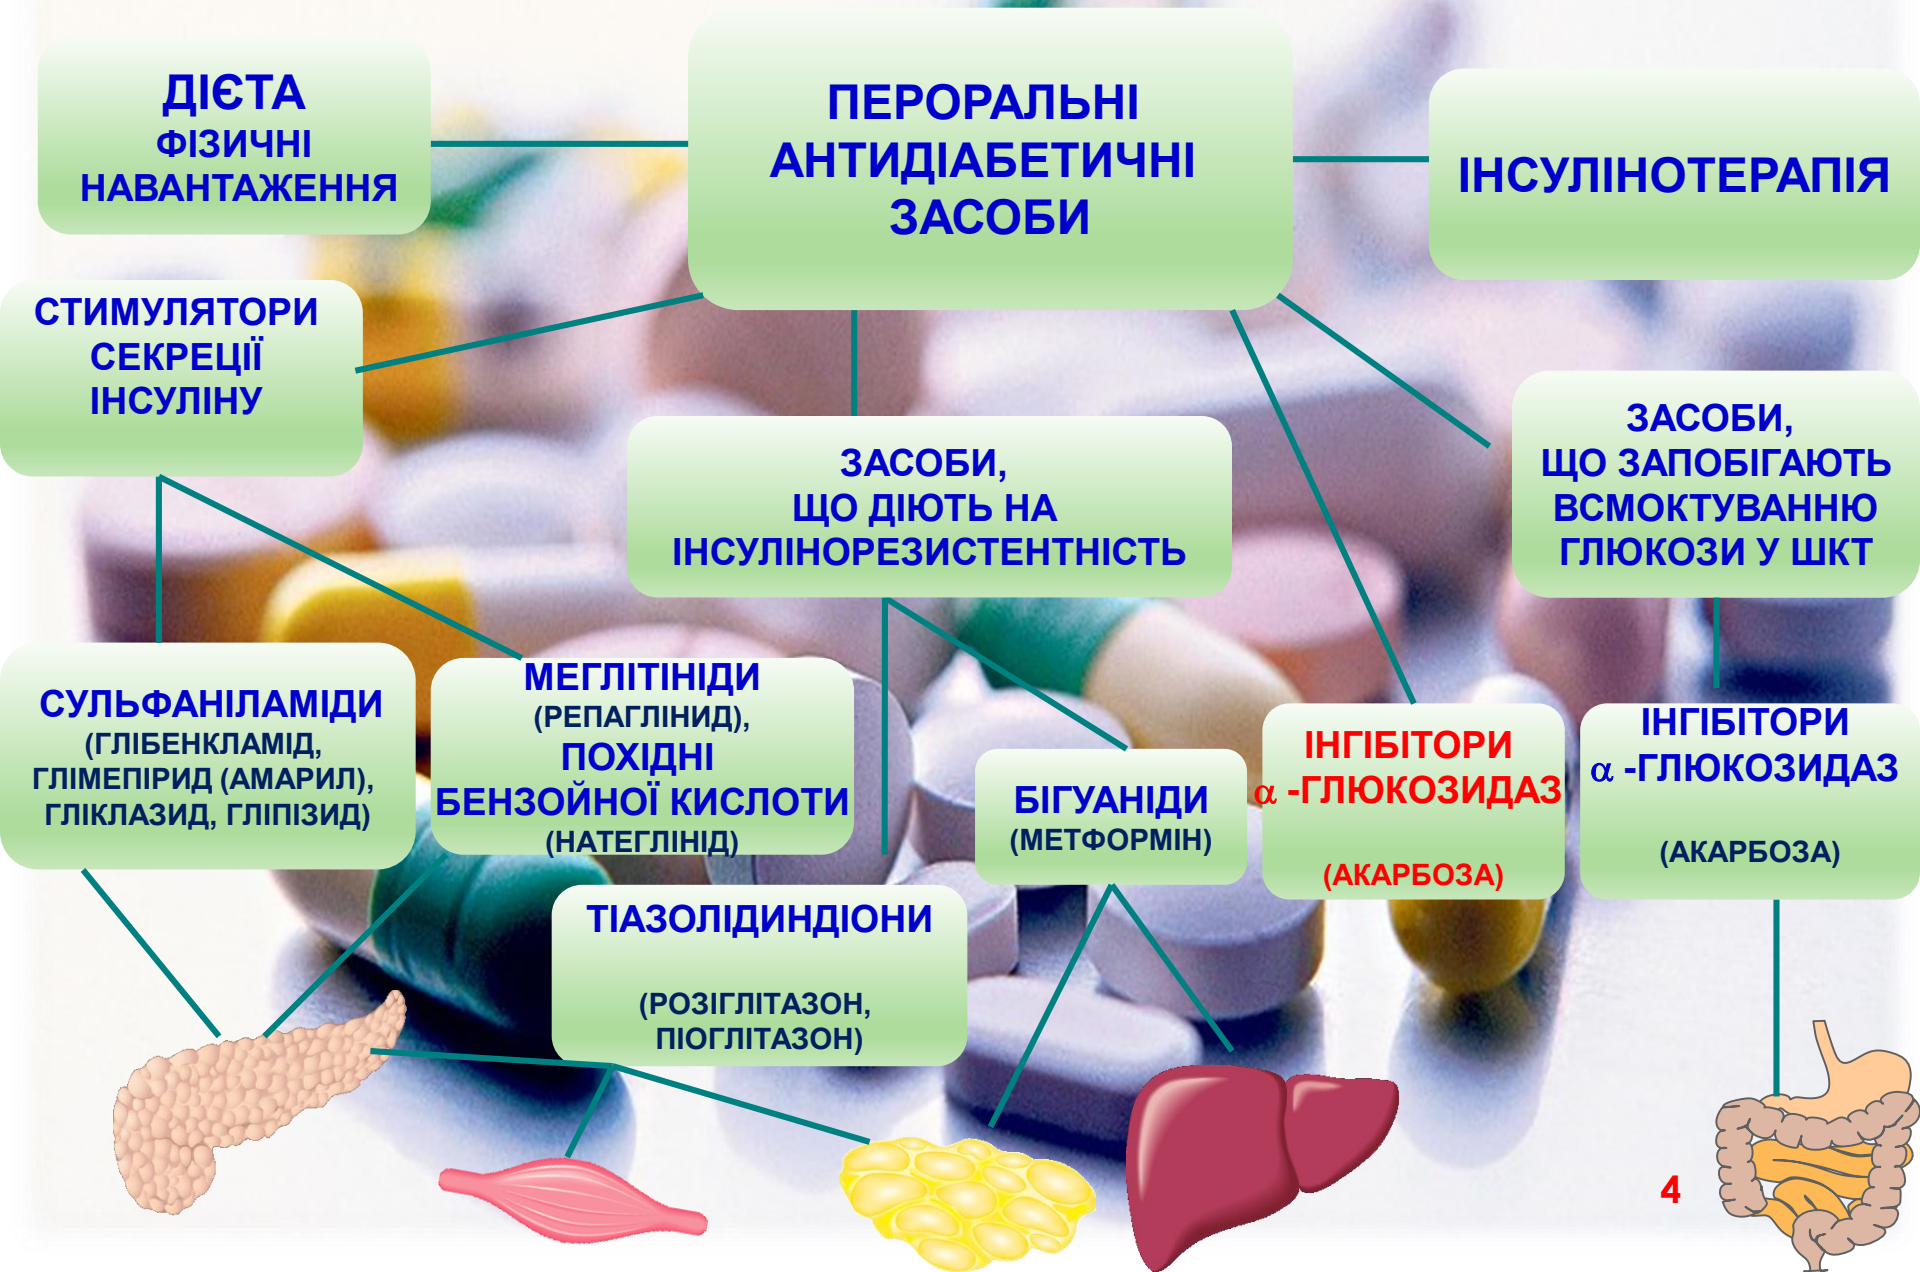 ДІЄТА
ФІЗИЧНІ
НАВАНТАЖЕННЯ
ПЕРОРАЛЬНІ
АНТИДІАБЕТИЧНІ
ЗАСОБИ
ІНСУЛІНОТЕРАПІЯ
СТИМУЛЯТОРИ
СЕКРЕЦІЇ
ІНСУЛІНУ
ЗАСОБИ,
ЩО ДІЮТЬ НА
ІНСУЛІНОРЕЗИСТЕНТНІСТЬ
ЗАСОБИ,
ЩО ЗАПОБІГАЮТЬ
ВСМОКТУВАННЮ
ГЛЮКОЗИ У ШКТ
СУЛЬФАНІЛАМІДИ
(ГЛІБЕНКЛАМІД,
ГЛІМЕПІРИД (АМАРИЛ),
ГЛІКЛАЗИД, ГЛІПІЗИД)
МЕГЛІТІНІДИ
(РЕПАГЛІНИД),
ПОХІДНІ
БЕНЗОЙНОЇ КИСЛОТИ
(НАТЕГЛІНІД)
БІГУАНІДИ
(МЕТФОРМІН)
ІНГІБІТОРИ
α -ГЛЮКОЗИДАЗ
(АКАРБОЗА)
ІНГІБІТОРИ
α -ГЛЮКОЗИДАЗ
(АКАРБОЗА)
ТІАЗОЛІДИНДІОНИ
(РОЗІГЛІТАЗОН,
ПІОГЛІТАЗОН)
4